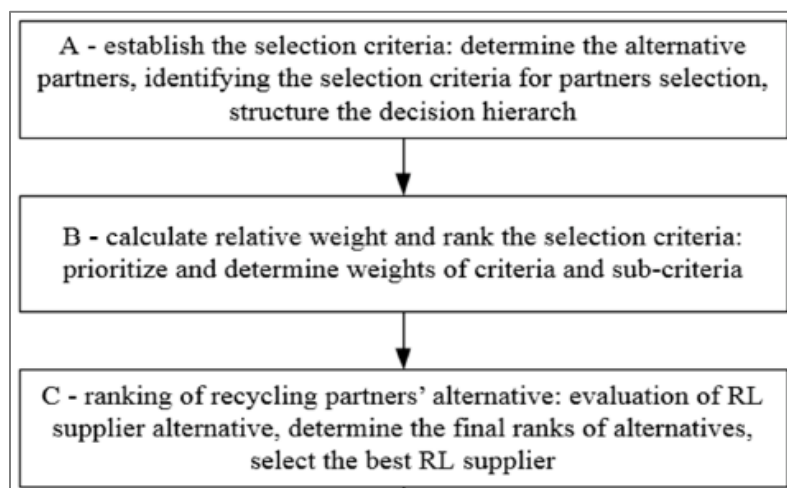 A - establish the selection criteria: determine the alternative
partners, identifying the selection criteria for partners selection,
structure the decision hierarch
B - calculate relative weight and rank the selection criteria:
prioritize and determine weights of criteria and sub-criteria
C - ranking of recycling partners’ alternative: evaluation of RL
supplier alternative, determine the final ranks of alternatives,
select the best RL supplier